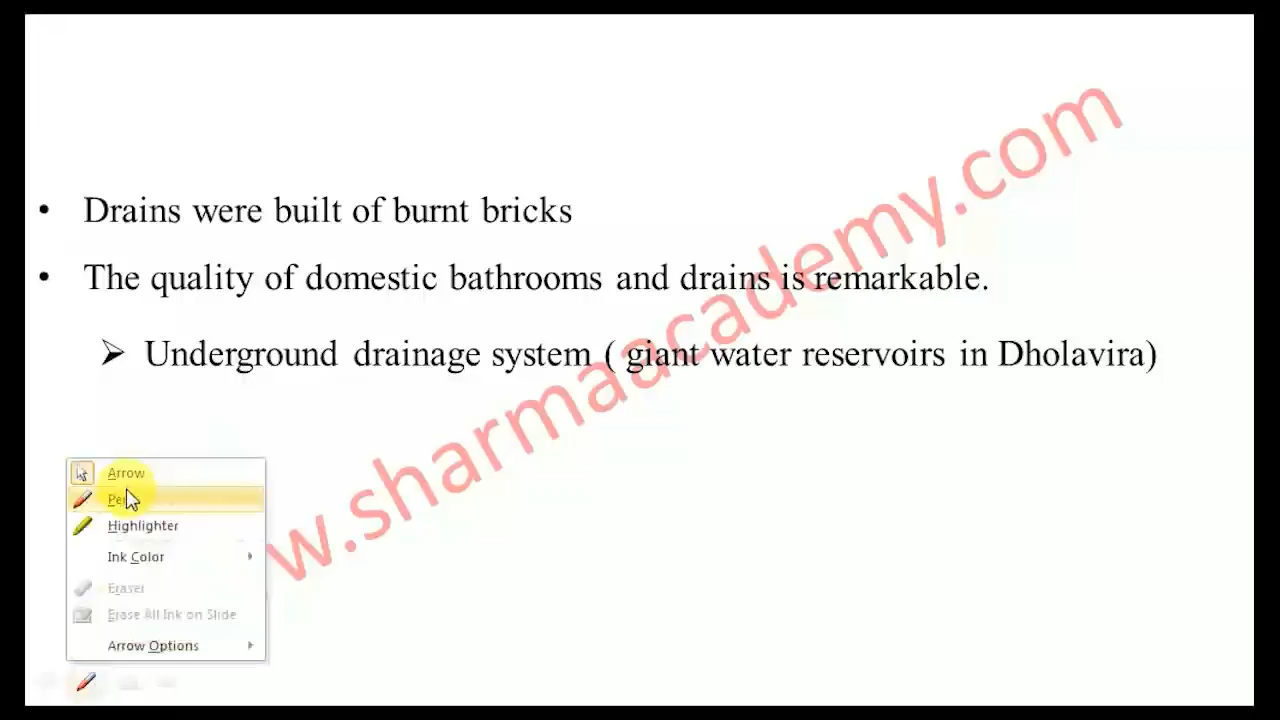 • Drains were built of burnt bricks
• The quality of domestic bathrooms and drains is remarkable.
➢ Underground drainage system ( giant water reservoirs in Dholavira)
w.sharmaacademy.com
Arrow
Highlighter
Ink Color
Eraser
Erase All Ink on Slide
Arrow Options